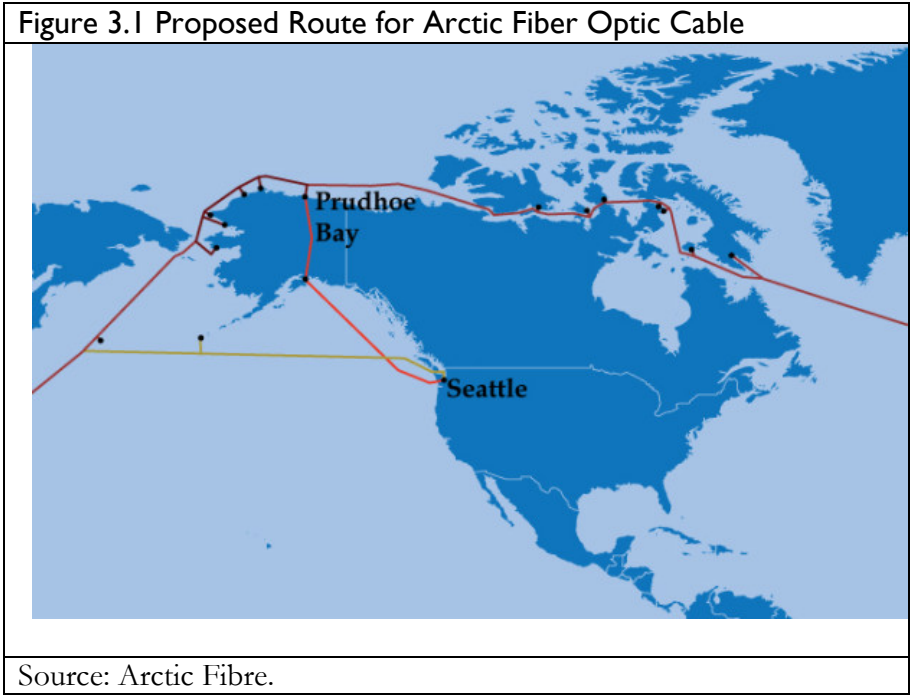 Figure 3.1 Proposed Route for Arctic Fiber Optic Cable
Prudhoe
Bay
Seattle
Source: Arctic Fibre.